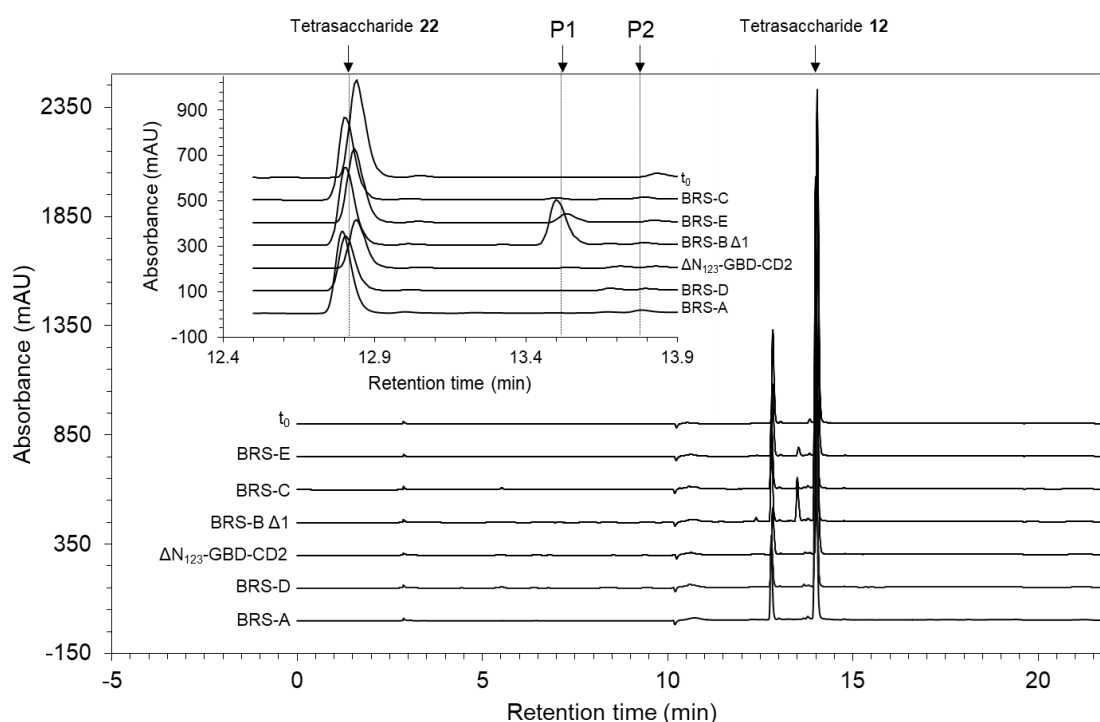 Tetrasaccharide 22 P1 P2 Tetrasaccharide 12
2350
1850
1350
850
350
-150
Absorbance (mAU)
900
700
500
300
100
-100
Absorbance (mAU)
t₀
BRS-C
BRS-E
BRS-B Δ1
ΔN₁₂₃-GBD-CD2
BRS-D
BRS-A
12.4 12.9 13.4 13.9
Retention time (min)
t₀
BRS-E
BRS-C
BRS-B Δ1
ΔN₁₂₃-GBD-CD2
BRS-D
BRS-A
-5 0 5 10 15 20
Retention time (min)